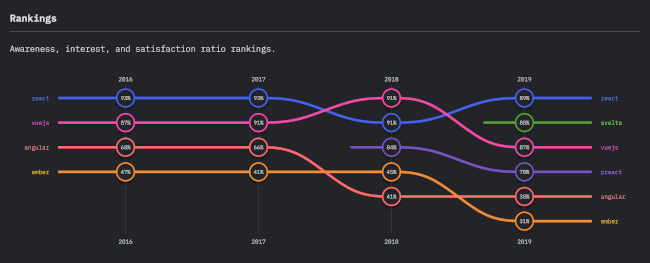 Rankings
Awareness, interest, and satisfaction ratio rankings.
2016 2017 2018 2019
react 93% 93% 91% 89% react
vuejs 87% 91% 91% 88% svelte
angular 68% 66% 84% 87% vuejs
ember 47% 41% 45% 78% preact
41% 38% angular
31% ember
2016 2017 2018 2019